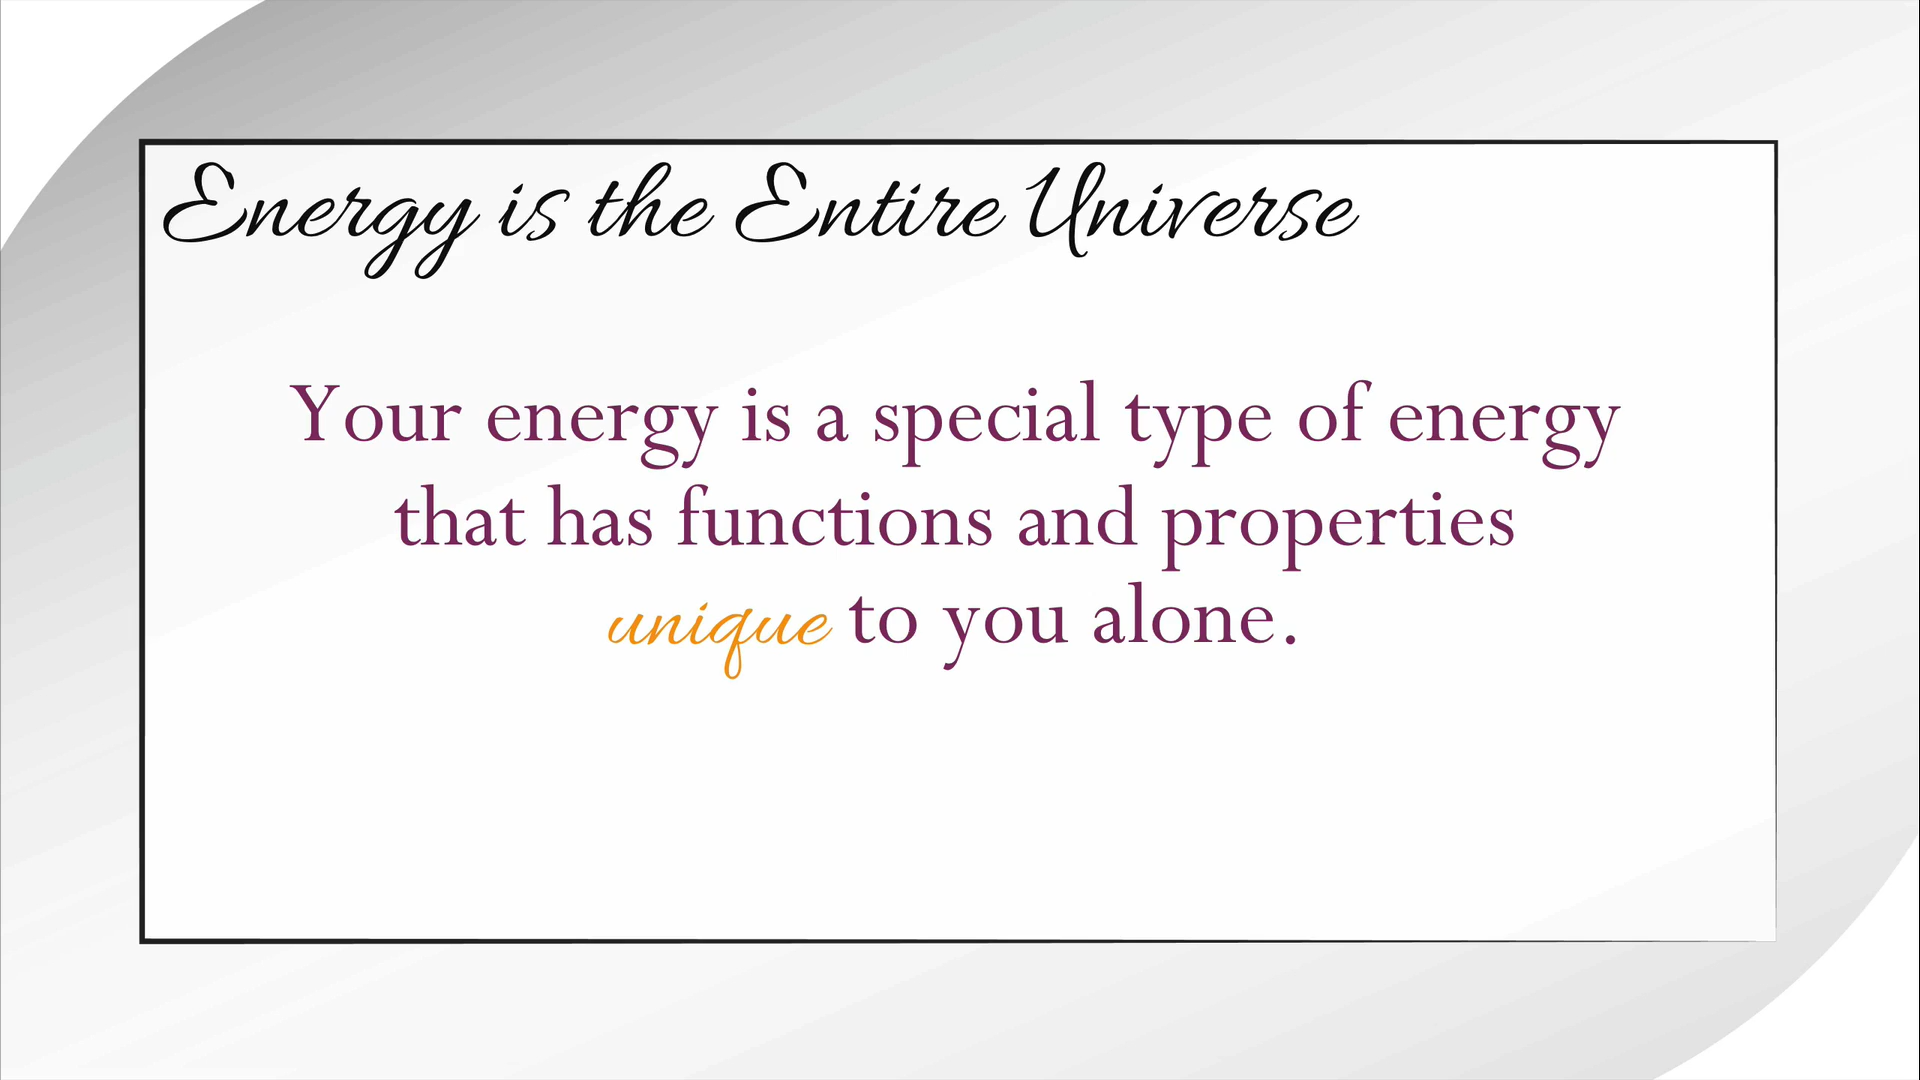 Energy is the Entire Universe
Your energy is a special type of energy
that has functions and properties
unique to you alone.